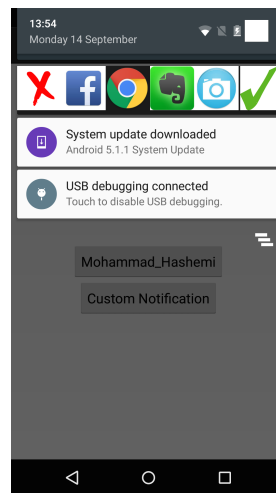 13:54
Monday 14 September
System update downloaded
Android 5.1.1 System Update
USB debugging connected
Touch to disable USB debugging.
Mohammad_Hashemi
Custom Notification